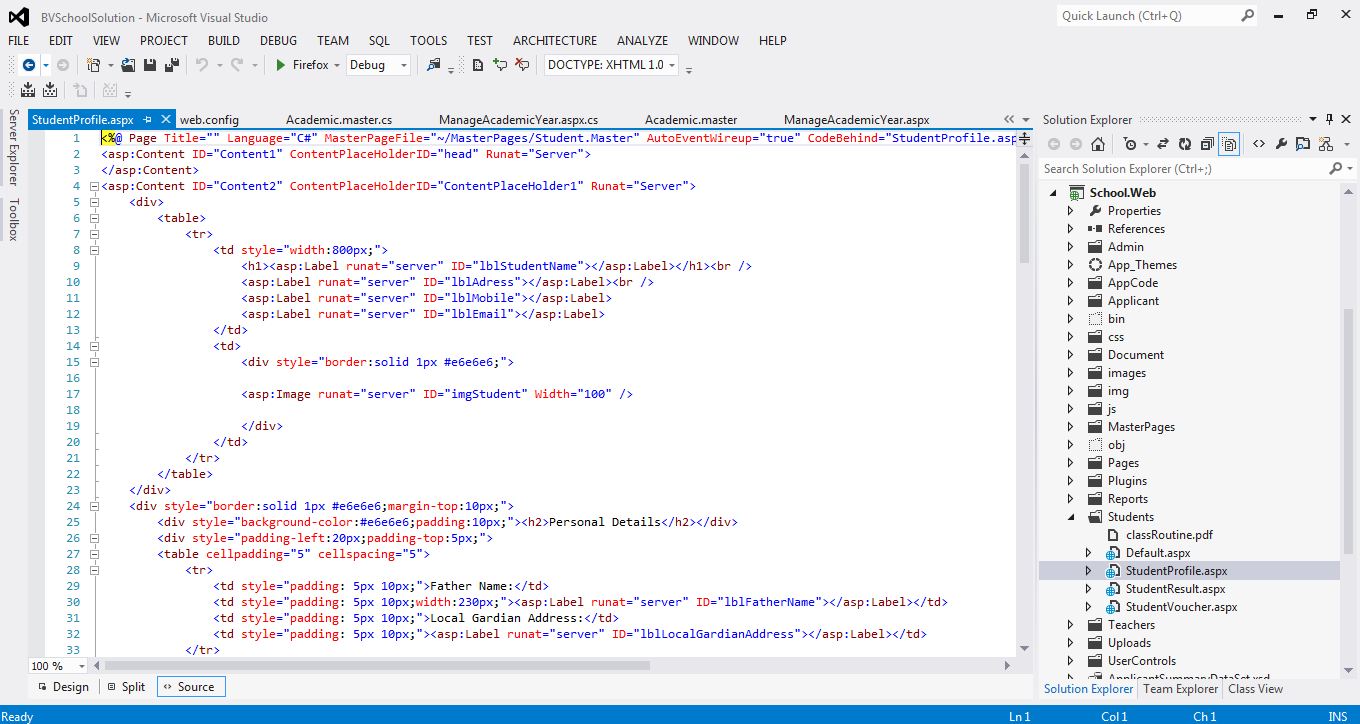 BVSchoolSolution - Microsoft Visual Studio
Quick Launch (Ctrl+Q)
FILE EDIT VIEW PROJECT BUILD DEBUG TEAM SQL TOOLS TEST ARCHITECTURE ANALYZE WINDOW HELP
Firefox Debug DOCTYPE: XHTML 1.0
Server Explorer
Toolbox
StudentProfile.aspx web.config Academic.master.cs ManageAcademicYear.aspx.cs Academic.master ManageAcademicYear.aspx
1 <%@ Page Title="" Language="C#" MasterPageFile="~/MasterPages/Student.Master" AutoEventWireup="true" CodeBehind="StudentProfile.asp
2 <asp:Content ID="Content1" ContentPlaceHolderID="head" Runat="Server">
3 </asp:Content>
4 <asp:Content ID="Content2" ContentPlaceHolderID="ContentPlaceHolder1" Runat="Server">
5 <div>
6 <table>
7 <tr>
8 <td style="width:800px;">
9 <h1><asp:Label runat="server" ID="lblStudentName"></asp:Label></h1><br />
10 <asp:Label runat="server" ID="lblAdress"></asp:Label><br />
11 <asp:Label runat="server" ID="lblMobile"></asp:Label>
12 <asp:Label runat="server" ID="lblEmail"></asp:Label>
13 </td>
14 <td>
15 <div style="border:solid 1px #e6e6e6;">
16
17 <asp:Image runat="server" ID="imgStudent" Width="100" />
18
19 </div>
20 </td>
21 </tr>
22 </table>
23 </div>
24 <div style="border:solid 1px #e6e6e6;margin-top:10px;">
25 <div style="background-color:#e6e6e6;padding:10px;"><h2>Personal Details</h2></div>
26 <div style="padding-left:20px;padding-top:5px;">
27 <table cellpadding="5" cellspacing="5">
28 <tr>
29 <td style="padding: 5px 10px;">Father Name:</td>
30 <td style="padding: 5px 10px;width:230px;"><asp:Label runat="server" ID="lblFatherName"></asp:Label></td>
31 <td style="padding: 5px 10px;">Local Gardian Address:</td>
32 <td style="padding: 5px 10px;"><asp:Label runat="server" ID="lblLocalGardianAddress"></asp:Label></td>
33 </tr>
100 %
Design Split Source
Solution Explorer
Search Solution Explorer (Ctrl+;)
School.Web
Properties
References
Admin
App_Themes
AppCode
Applicant
bin
css
Document
images
img
js
MasterPages
obj
Pages
Plugins
Reports
Students
classRoutine.pdf
Default.aspx
StudentProfile.aspx
StudentResult.aspx
StudentVoucher.aspx
Teachers
Uploads
UserControls
ApplicantSummaryDataSet.xsd
Solution Explorer Team Explorer Class View
Ready Ln 1 Col 1 Ch 1 INS